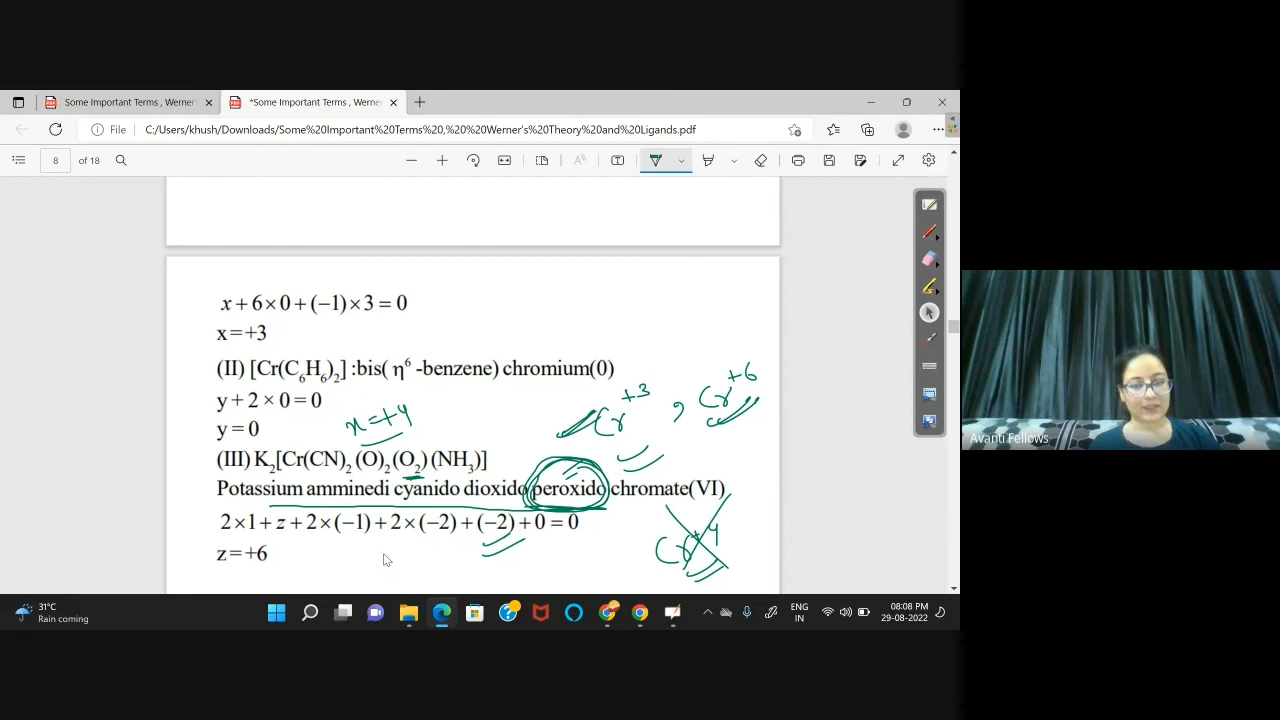 Some Important Terms , Werner'
*Some Important Terms , Werne
File
C:/Users/khush/Downloads/Some%20Important%20Terms%20,%20%20Werner's%20Theory%20and%20Ligands.pdf
8 of 18
x + 6 × 0 + (−1) × 3 = 0
x = +3
(II) [Cr(C₆H₆)₂] :bis( η⁶ -benzene) chromium(0)
y + 2 × 0 = 0
y = 0
x = +4
Cr⁺³ , Cr⁺⁶
(III) K₂[Cr(CN)₂(O)₂(O₂)(NH₃)]
Potassium amminedi cyanido dioxido peroxido chromate(VI)
2×1 + z + 2×(−1) + 2×(−2) + (−2) + 0 = 0
z = +6
Cr⁺⁴
Avanti Fellows
31°C
Rain coming
ENG
IN
08:08 PM
29-08-2022